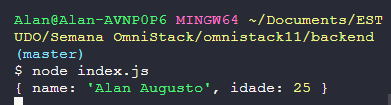 Alan@Alan-AVNP0P6 MINGW64 ~/Documents/EST
UDO/Semana OmniStack/omnistack11/backend
(master)
$ node index.js
{ name: 'Alan Augusto', idade: 25 }